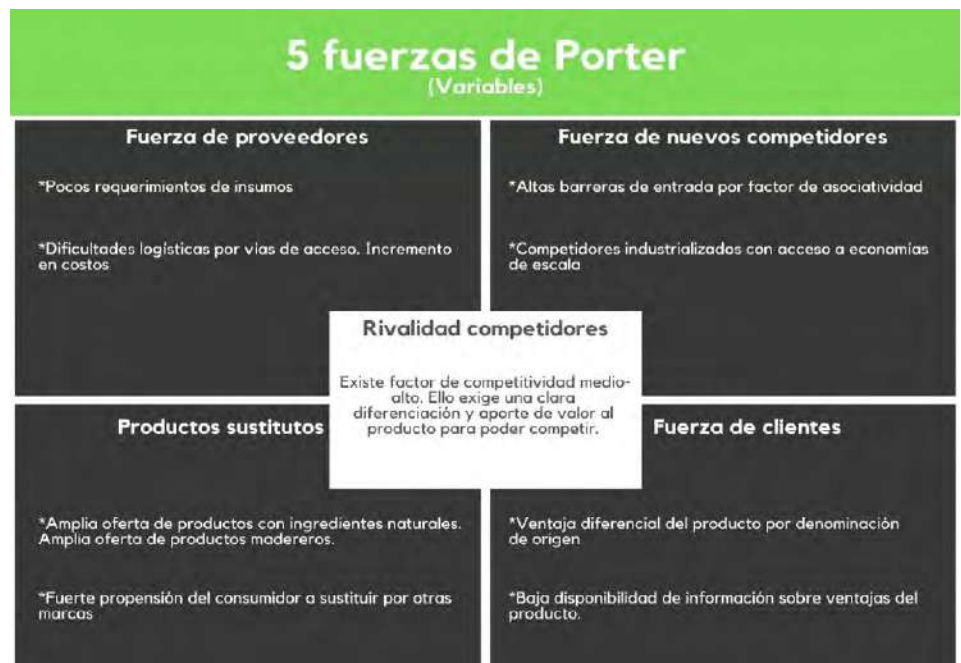 5 fuerzas de Porter
(Variables)
Fuerza de proveedores
*Pocos requerimientos de insumos
*Dificultades logísticas por vías de acceso. Incremento
en costos
Fuerza de nuevos competidores
*Altas barreras de entrada por factor de asociatividad
*Competidores industrializados con acceso a economías
de escala
Rivalidad competidores
Existe factor de competitividad medio-
alto. Ello exige una clara
diferenciación y aporte de valor al
producto para poder competir.
Productos sustitutos
*Amplia oferta de productos con ingredientes naturales.
Amplia oferta de productos madereros.
*Fuerte propensión del consumidor a sustituir por otras
marcas
Fuerza de clientes
*Ventaja diferencial del producto por denominación
de origen
*Baja disponibilidad de información sobre ventajas del
producto.